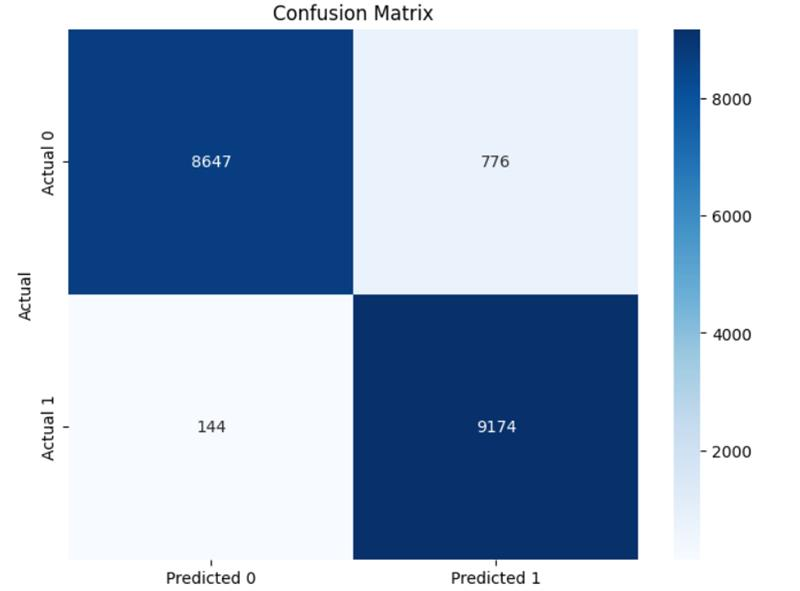 Confusion Matrix
Actual
Actual 0
8647
776
Actual 1
144
9174
Predicted 0
Predicted 1
8000
6000
4000
2000